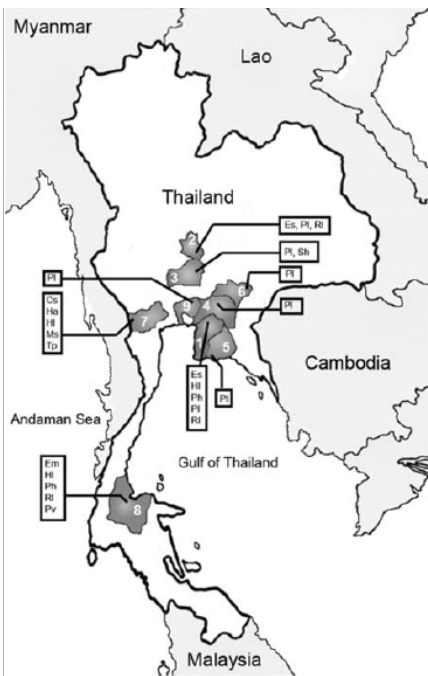 Myanmar
Lao
Thailand
2
Es, Pl, Rl
3
Pl, Sh
Pl
6
Pl
Cs
Ha
Hl
Ms
Tp
9
4
Pl
7
1
5
Cambodia
Es
Hl
Ph
Pl
Rl
Pl
Andaman Sea
Gulf of Thailand
Em
Hl
Ph
Rl
Pv
8
Malaysia